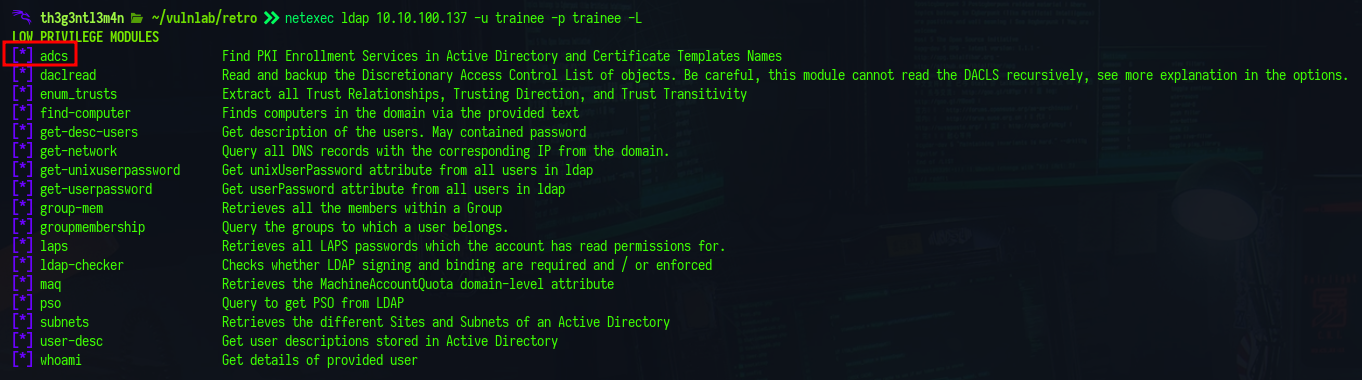 th3g3ntl3m4n ~/vulnlab/retro netexec ldap 10.10.100.137 -u trainee -p trainee -L
LOW PRIVILEGE MODULES
[*] adcs Find PKI Enrollment Services in Active Directory and Certificate Templates Names
[*] daclread Read and backup the Discretionary Access Control List of objects. Be careful, this module cannot read the DACLS recursively, see more explanation in the options.
[*] enum_trusts Extract all Trust Relationships, Trusting Direction, and Trust Transitivity
[*] find-computer Finds computers in the domain via the provided text
[*] get-desc-users Get description of the users. May contained password
[*] get-network Query all DNS records with the corresponding IP from the domain.
[*] get-unixuserpassword Get unixUserPassword attribute from all users in ldap
[*] get-userpassword Get userPassword attribute from all users in ldap
[*] group-mem Retrieves all the members within a Group
[*] groupmembership Query the groups to which a user belongs.
[*] laps Retrieves all LAPS passwords which the account has read permissions for.
[*] ldap-checker Checks whether LDAP signing and binding are required and / or enforced
[*] maq Retrieves the MachineAccountQuota domain-level attribute
[*] pso Query to get PSO from LDAP
[*] subnets Retrieves the different Sites and Subnets of an Active Directory
[*] user-desc Get user descriptions stored in Active Directory
[*] whoami Get details of provided user